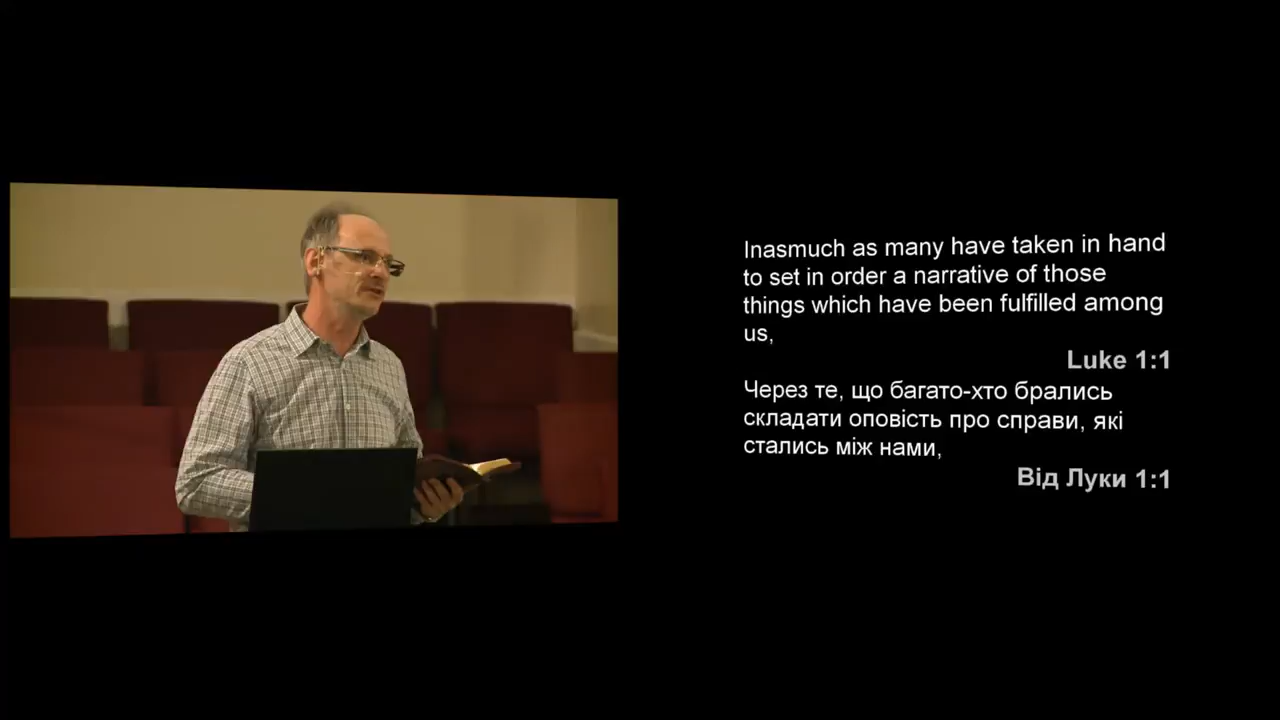 Inasmuch as many have taken in hand
to set in order a narrative of those
things which have been fulfilled among
us,
Luke 1:1
Через те, що багато-хто брались
складати оповість про справи, які
стались між нами,
Від Луки 1:1